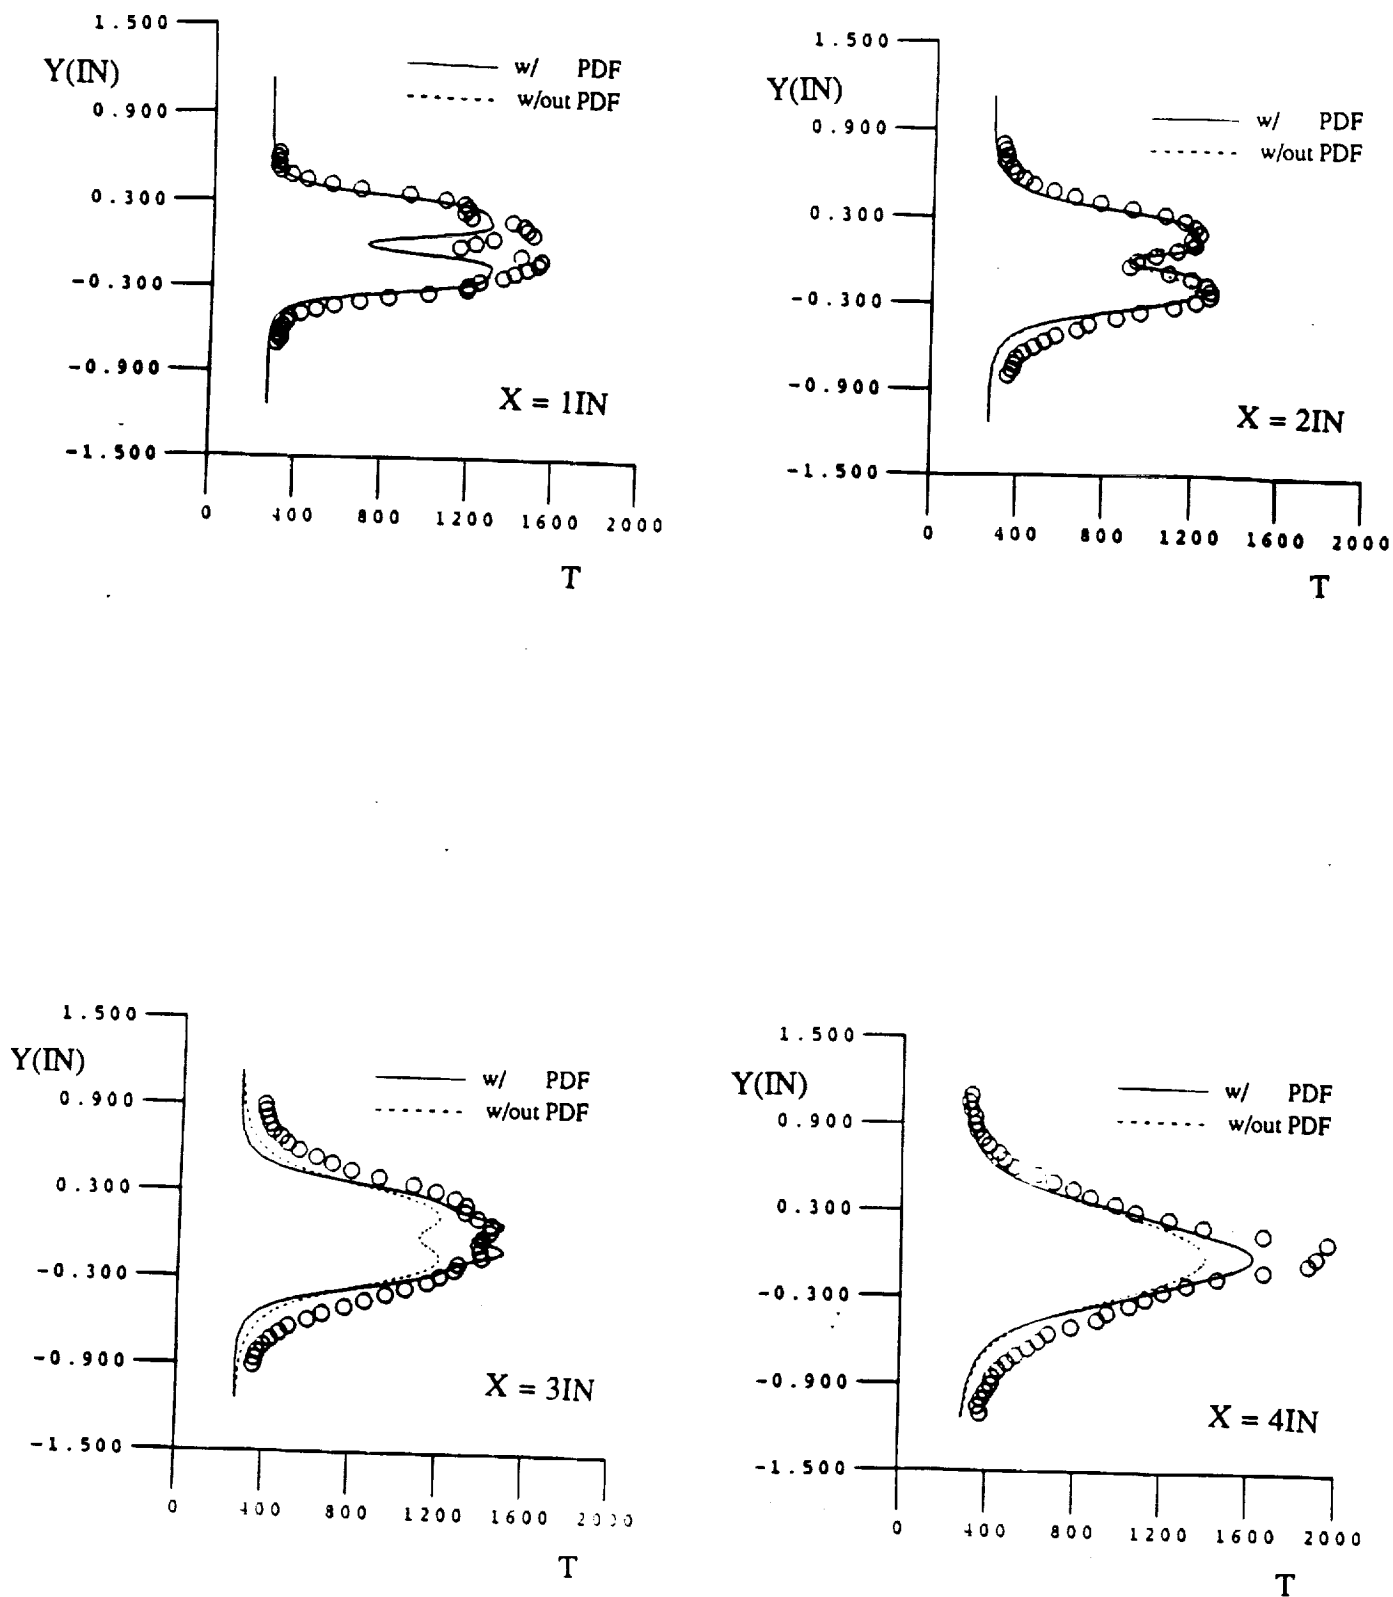 1.500
Y(IN)
w/ PDF
w/out PDF
0.900
0.300
-0.300
-0.900
X = 1IN
-1.500
0 400 800 1200 1600 2000
T
1.500
Y(IN)
0.900
w/ PDF
w/out PDF
0.300
-0.300
-0.900
X = 2IN
-1.500
0 400 800 1200 1600 2000
T
1.500
Y(IN)
w/ PDF
0.900
w/out PDF
0.300
-0.300
-0.900
X = 3IN
-1.500
0 400 800 1200 1600 2000
T
1.500
Y(IN)
w/ PDF
0.900
w/out PDF
0.300
-0.300
-0.900
X = 4IN
-1.500
0 400 800 1200 1600 2000
T